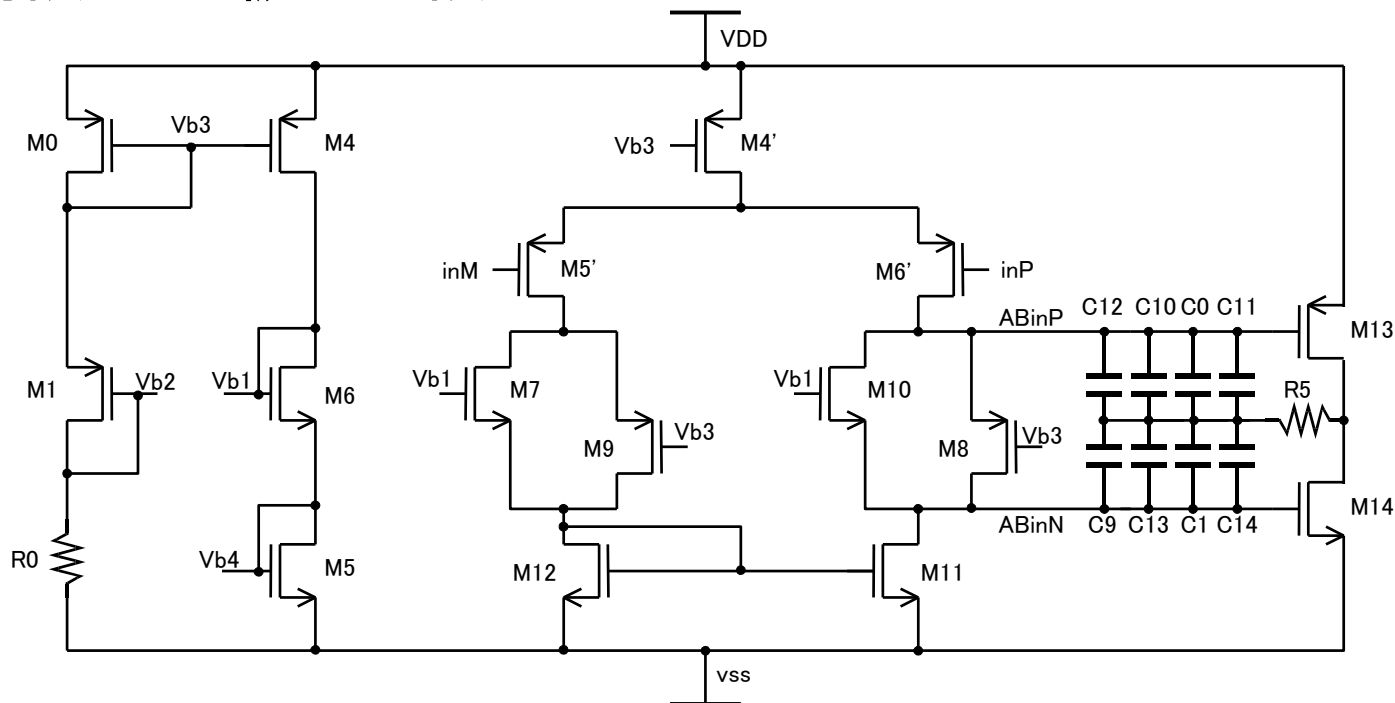 VDD
M0
Vb3
M4
Vb3
M4'
inM
M5'
M6'
inP
ABinP
C12 C10 C0 C11
M13
M1
Vb2
Vb1
M6
Vb1
M7
Vb1
M10
R5
M9
Vb3
M8
Vb3
M14
ABinN
C9 C13 C1 C14
R0
Vb4
M5
M12
M11
vss